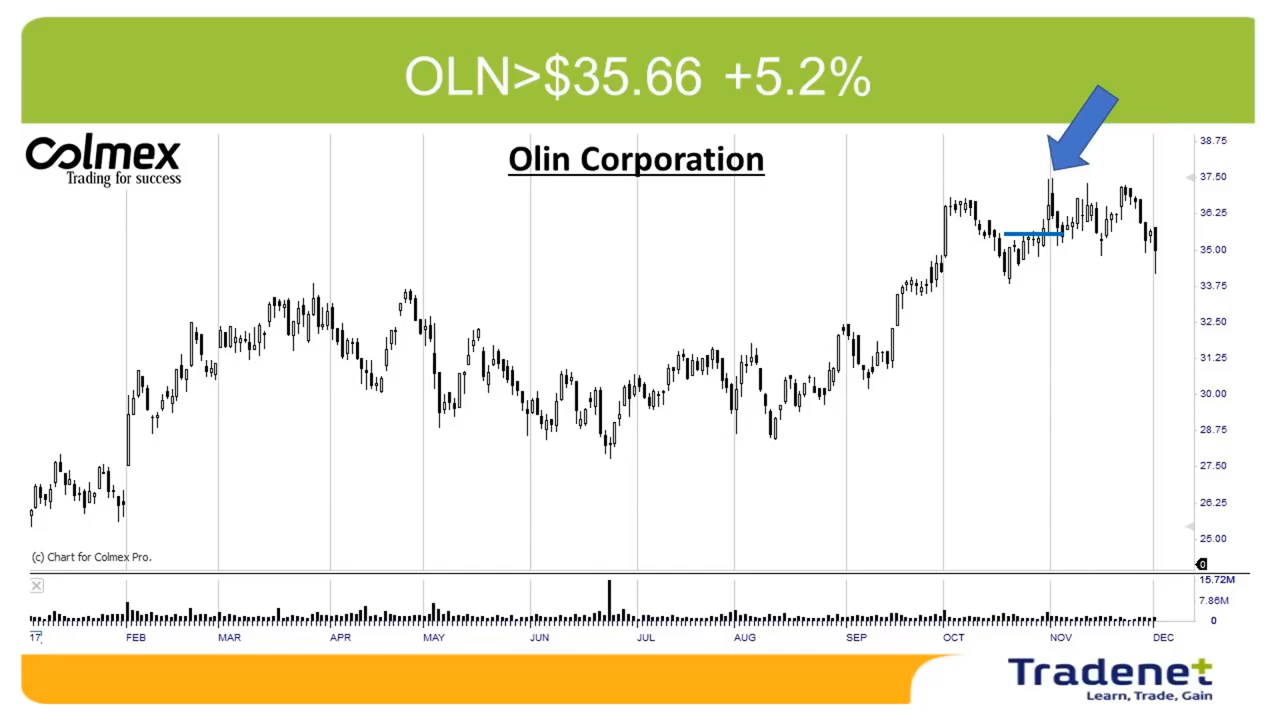 OLN>$35.66 +5.2%
Colmex
Trading for success
Olin Corporation
38.75
37.50
36.25
35.00
33.75
32.50
31.25
30.00
28.75
27.50
26.25
25.00
(c) Chart for Colmex Pro.
0
15.72M
7.86M
0
17 FEB MAR APR MAY JUN JUL AUG SEP OCT NOV DEC
Tradenet
Learn, Trade, Gain